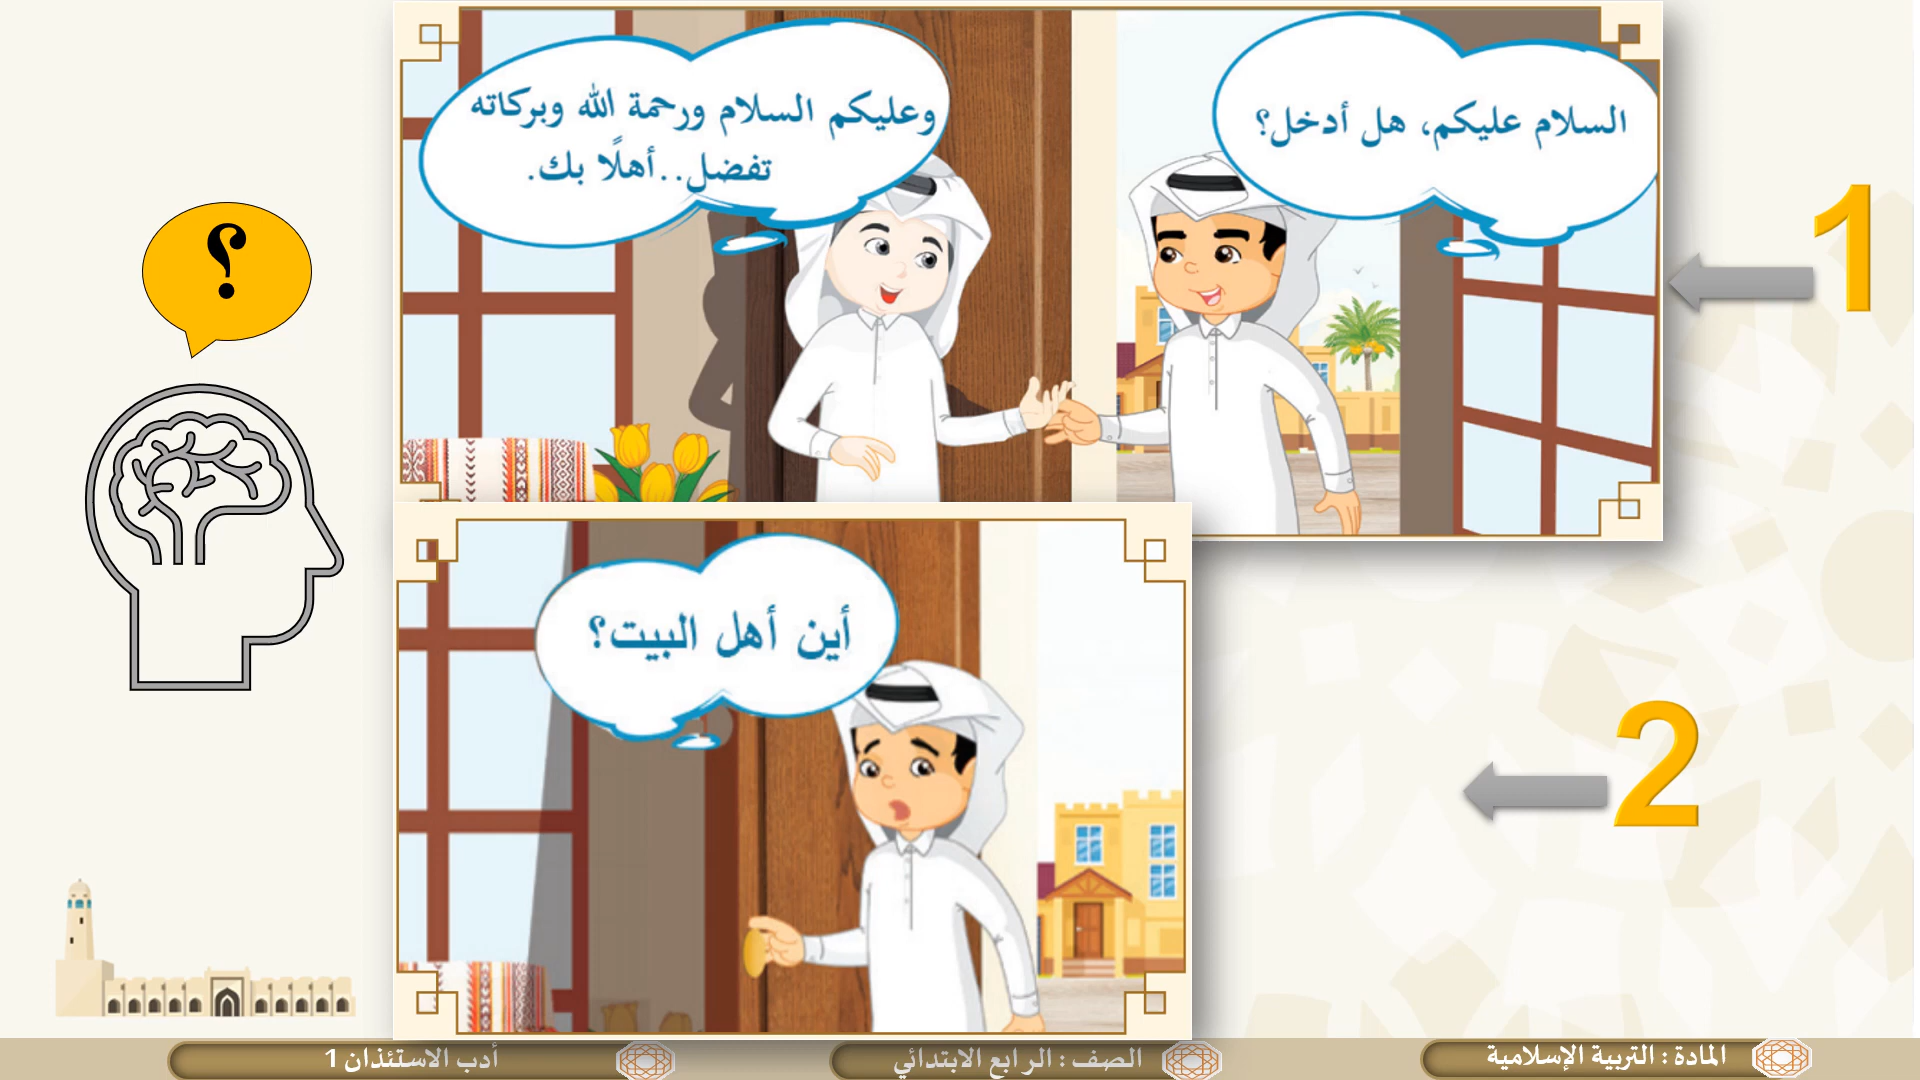 السلام عليكم، هل أدخل؟
وعليكم السلام ورحمة الله وبركاته
تفضل..أهلًا بك.
1
؟
أين أهل البيت؟
2
المادة : التربية الإسلامية
الصف : الرابع الابتدائي
أدب الاستئذان 1